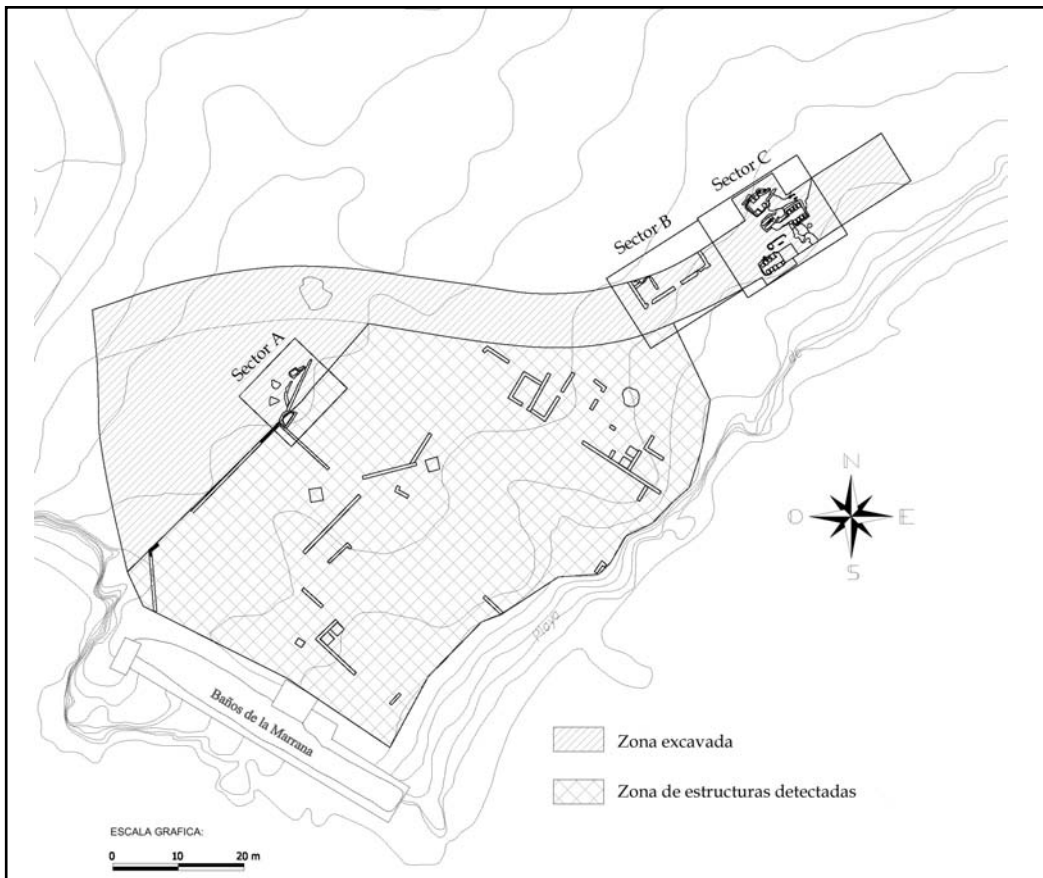 Sector C
Sector B
Sector A
N
O E
S
de
Playa
Baños de la Marrana
Zona excavada
Zona de estructuras detectadas
ESCALA GRAFICA:
0 10 20 m